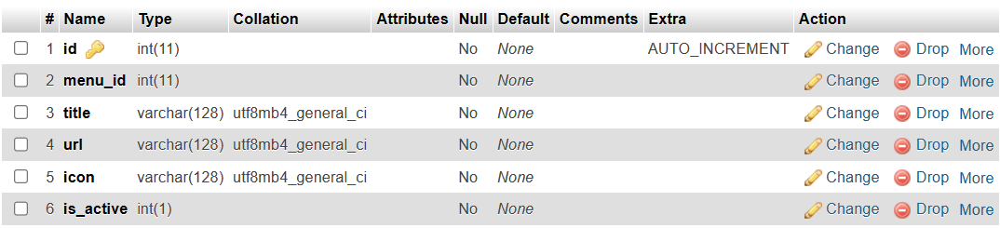 # Name Type Collation Attributes Null Default Comments Extra Action
1 id int(11) No None AUTO_INCREMENT Change Drop More
2 menu_id int(11) No None Change Drop More
3 title varchar(128) utf8mb4_general_ci No None Change Drop More
4 url varchar(128) utf8mb4_general_ci No None Change Drop More
5 icon varchar(128) utf8mb4_general_ci No None Change Drop More
6 is_active int(1) No None Change Drop More